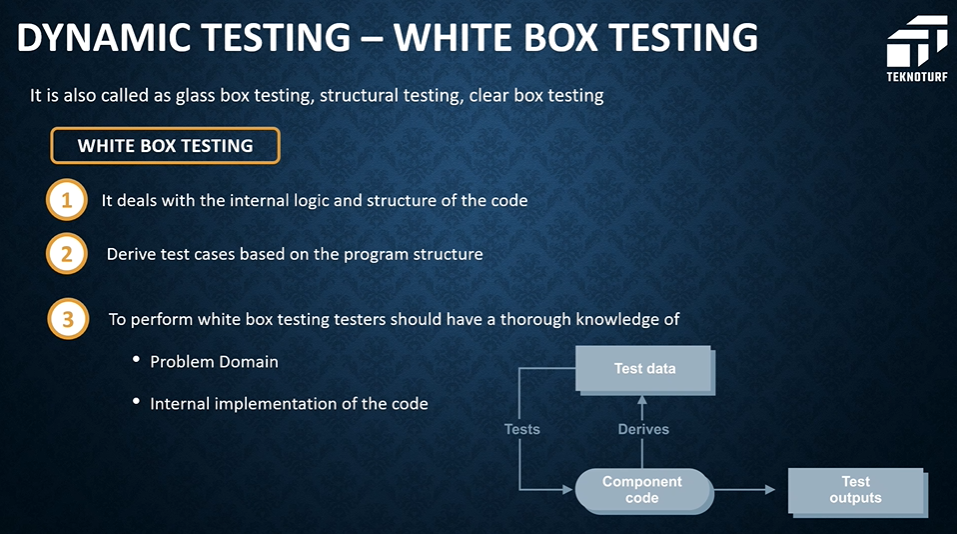 DYNAMIC TESTING – WHITE BOX TESTING
TEKNOTURF
It is also called as glass box testing, structural testing, clear box testing
WHITE BOX TESTING
1 It deals with the internal logic and structure of the code
2 Derive test cases based on the program structure
3 To perform white box testing testers should have a thorough knowledge of
• Problem Domain
• Internal implementation of the code
Test data
Tests
Derives
Component
code
Test
outputs